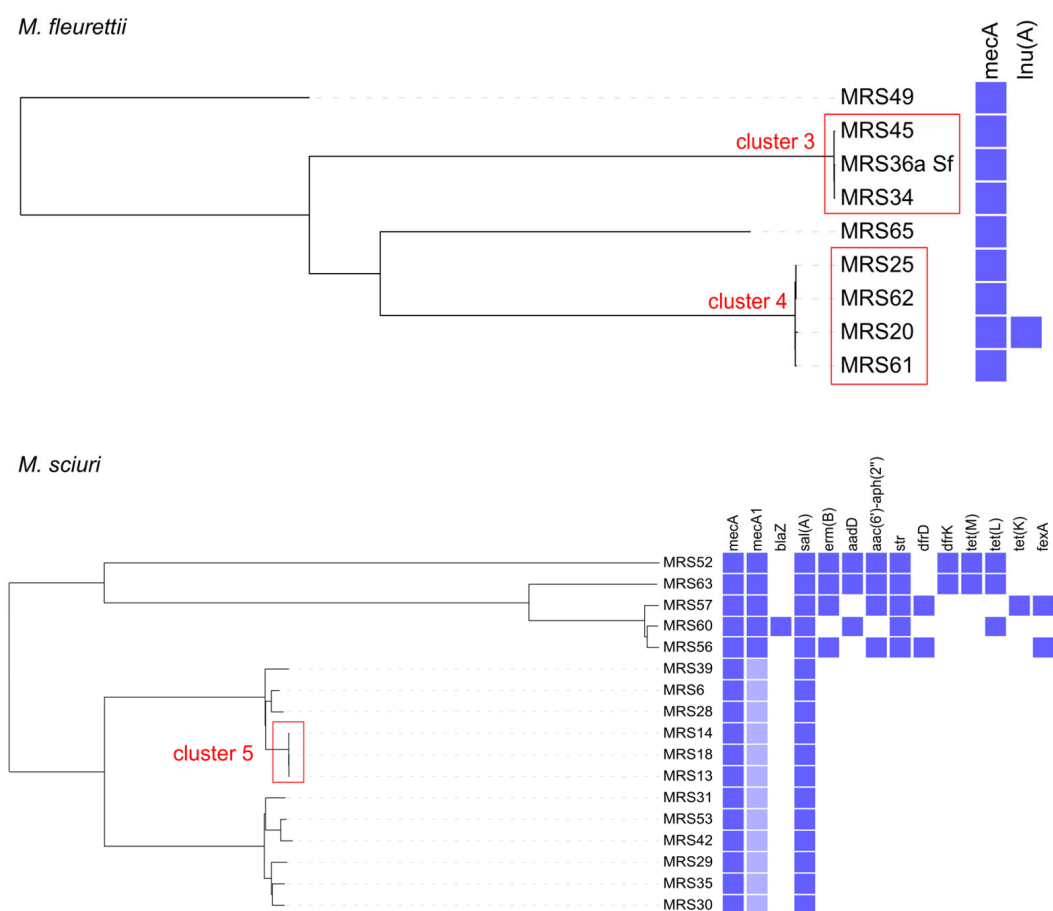 M. fleurettii
mecA
lnu(A)
MRS49
cluster 3
MRS45
MRS36a Sf
MRS34
MRS65
MRS25
cluster 4
MRS62
MRS20
MRS61
M. sciuri
mecA
mecA1
blaZ
sal(A)
erm(B)
aadD
aac(6')-aph(2")
str
dfrD
dfrK
tet(M)
tet(L)
tet(K)
fexA
MRS52
MRS63
MRS57
MRS60
MRS56
MRS39
MRS6
MRS28
MRS14
cluster 5
MRS18
MRS13
MRS31
MRS53
MRS42
MRS29
MRS35
MRS30